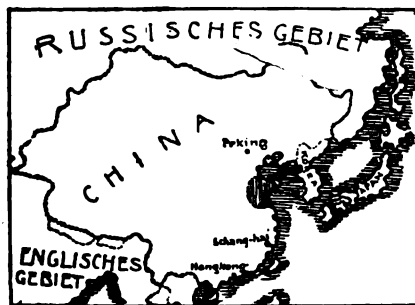 RUSSISCHES GEBIET
CHINA
Peking
Schang-hai
Hongkong
ENGLISCHES
GEBIET